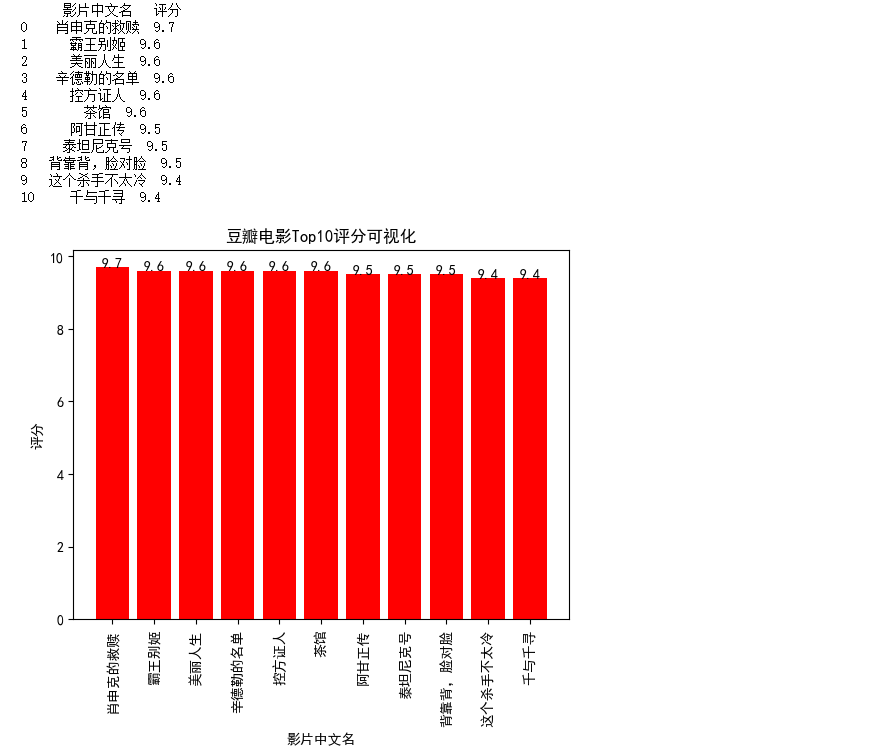 影片中文名 评分
0 肖申克的救赎 9.7
1 霸王别姬 9.6
2 美丽人生 9.6
3 辛德勒的名单 9.6
4 控方证人 9.6
5 茶馆 9.6
6 阿甘正传 9.5
7 泰坦尼克号 9.5
8 背靠背，脸对脸 9.5
9 这个杀手不太冷 9.4
10 千与千寻 9.4
豆瓣电影Top10评分可视化
10
8
6
4
2
0
评分
9.7 9.6 9.6 9.6 9.6 9.6 9.5 9.5 9.5 9.4 9.4
肖申克的救赎
霸王别姬
美丽人生
辛德勒的名单
控方证人
茶馆
阿甘正传
泰坦尼克号
背靠背，脸对脸
这个杀手不太冷
千与千寻
影片中文名